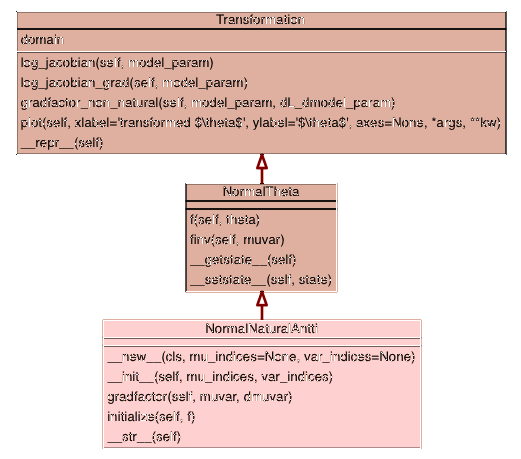 Transformation
domain
log_jacobian(self, model_param)
log_jacobian_grad(self, model_param)
gradfactor_non_natural(self, model_param, dL_dmodel_param)
plot(self, xlabel='transformed $\theta$', ylabel='$\theta$', axes=None, *args, **kw)
__repr__(self)
NormalTheta
f(self, theta)
finv(self, muvar)
__getstate__(self)
__setstate__(self, state)
NormalNaturalAntti
__new__(cls, mu_indices=None, var_indices=None)
__init__(self, mu_indices, var_indices)
gradfactor(self, muvar, dmuvar)
initialize(self, f)
__str__(self)